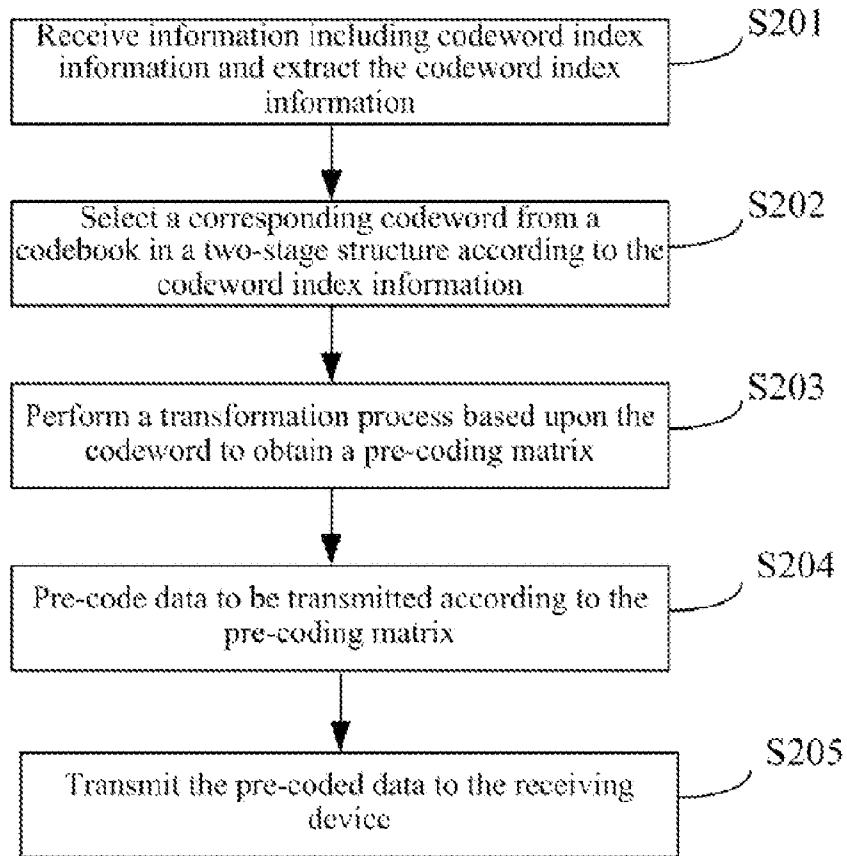 Receive information including codeword index
information and extract the codeword index
information
S201
Select a corresponding codeword from a
codebook in a two-stage structure according to the
codeword index information
S202
Perform a transformation process based upon the
codeword to obtain a pre-coding matrix
S203
Pre-code data to be transmitted according to the
pre-coding matrix
S204
Transmit the pre-coded data to the receiving
device
S205